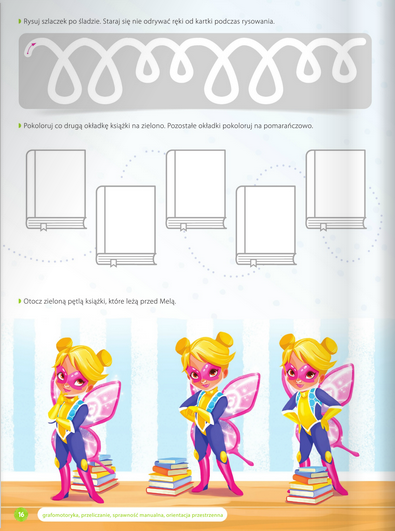 Rysuj szlaczek po śladzie. Staraj się nie odrywać ręki od kartki podczas rysowania.
Pokoloruj co drugą okładkę książki na zielono. Pozostałe okładki pokoloruj na pomarańczowo.
Otocz zieloną pętlą książki, które leżą przed Melą.
16
grafomotoryka, przeliczanie, sprawność manualna, orientacja przestrzenna